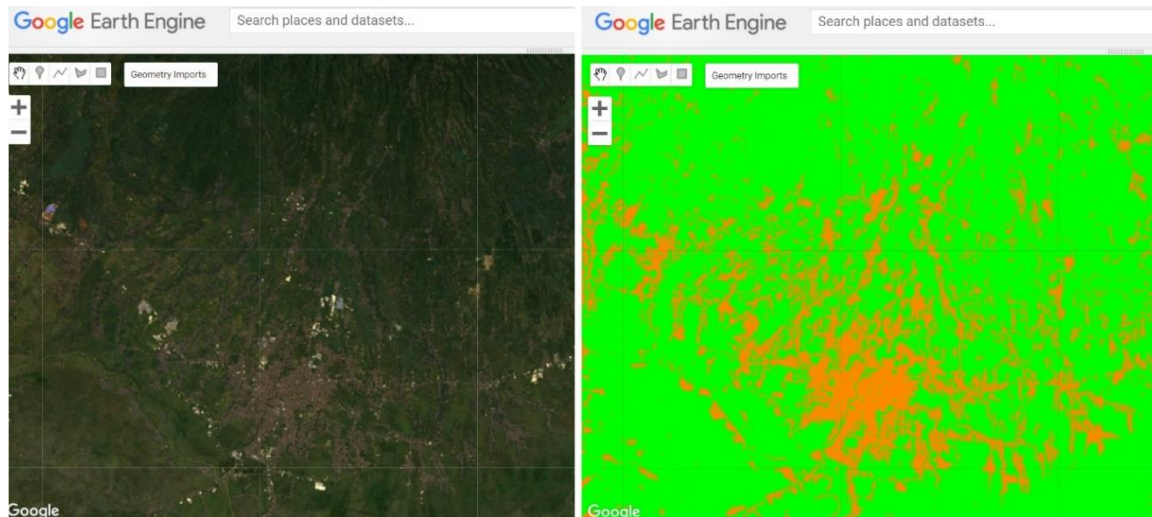 Google Earth Engine
Search places and datasets...
Geometry Imports
+
−
Google
Google Earth Engine
Search places and datasets...
Geometry Imports
+
−
Google